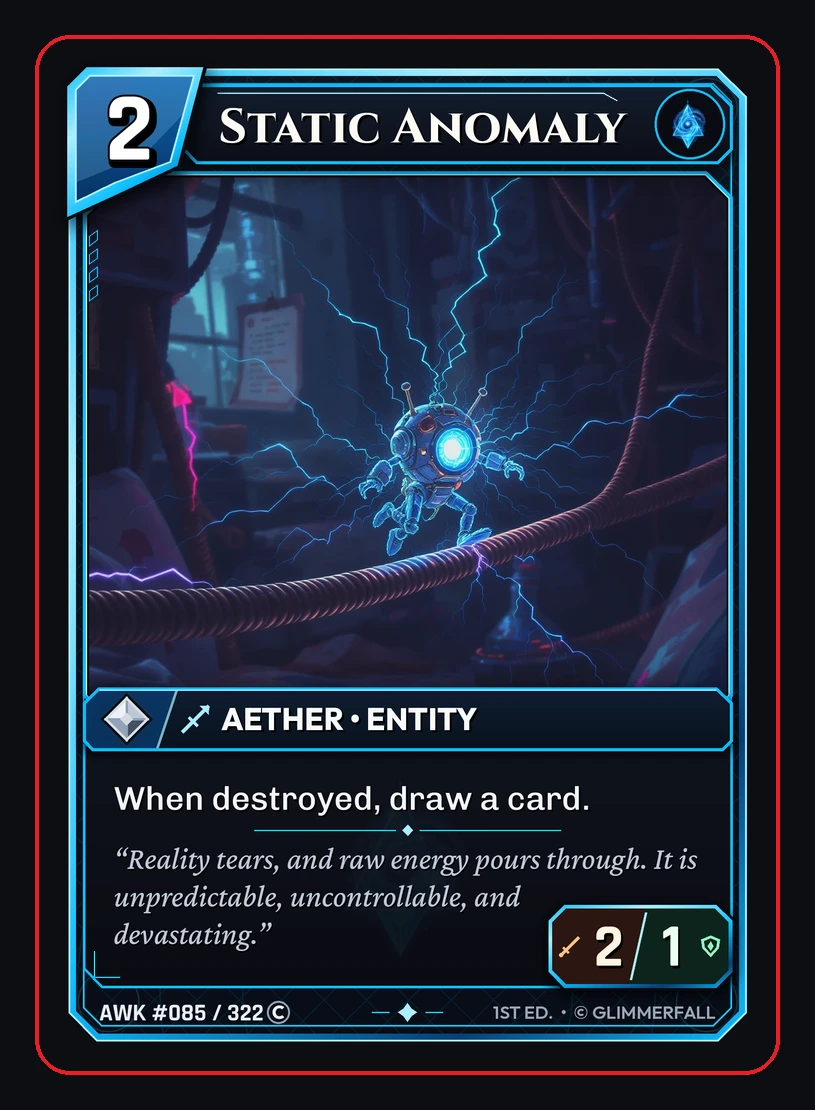 2
STATIC ANOMALY
AETHER • ENTITY
When destroyed, draw a card.
“Reality tears, and raw energy pours through. It is
unpredictable, uncontrollable, and
devastating.”
2 / 1
AWK #085 / 322 Ⓒ
1ST ED. • © GLIMMERFALL